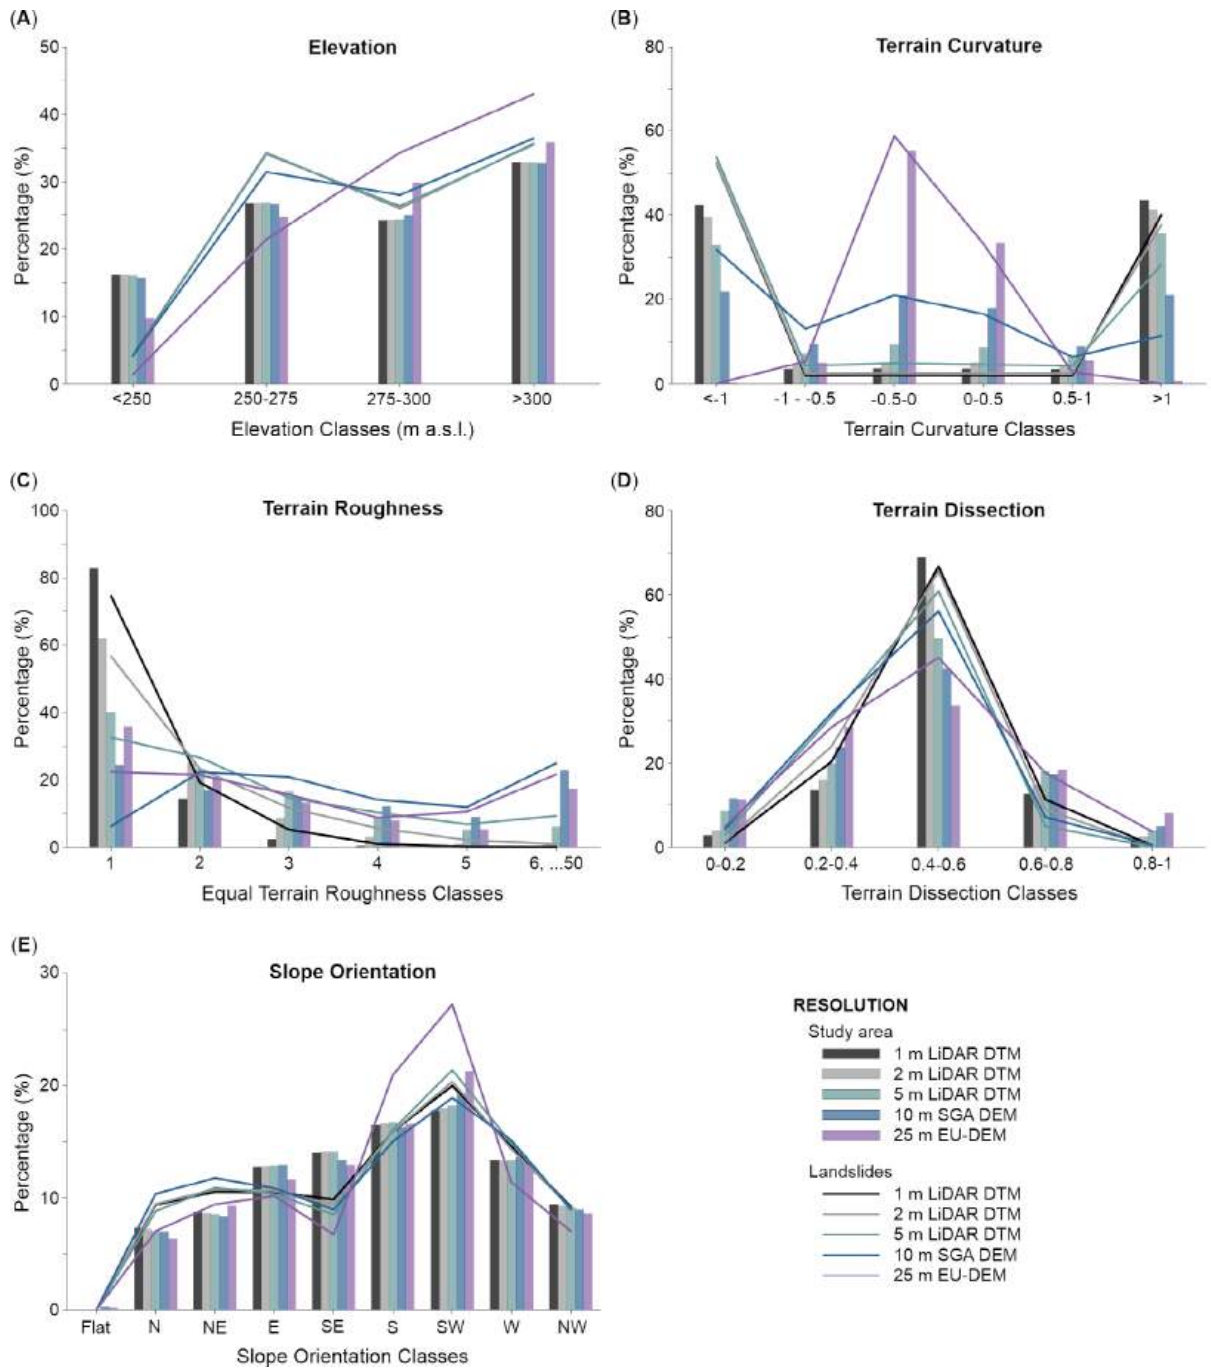 (A)
Elevation
Percentage (%)
50
40
30
20
10
0
<250
250-275
275-300
>300
Elevation Classes (m a.s.l.)
(B)
Terrain Curvature
Percentage (%)
80
60
40
20
0
<-1
-1 - -0.5
-0.5-0
0-0.5
0.5-1
>1
Terrain Curvature Classes
(C)
Terrain Roughness
Percentage (%)
100
80
60
40
20
0
1
2
3
4
5
6, ...50
Equal Terrain Roughness Classes
(D)
Terrain Dissection
Percentage (%)
80
60
40
20
0
0-0.2
0.2-0.4
0.4-0.6
0.6-0.8
0.8-1
Terrain Dissection Classes
(E)
Slope Orientation
Percentage (%)
30
20
10
0
Flat
N
NE
E
SE
S
SW
W
NW
Slope Orientation Classes
RESOLUTION
Study area
1 m LiDAR DTM
2 m LiDAR DTM
5 m LiDAR DTM
10 m SGA DEM
25 m EU-DEM
Landslides
1 m LiDAR DTM
2 m LiDAR DTM
5 m LiDAR DTM
10 m SGA DEM
25 m EU-DEM